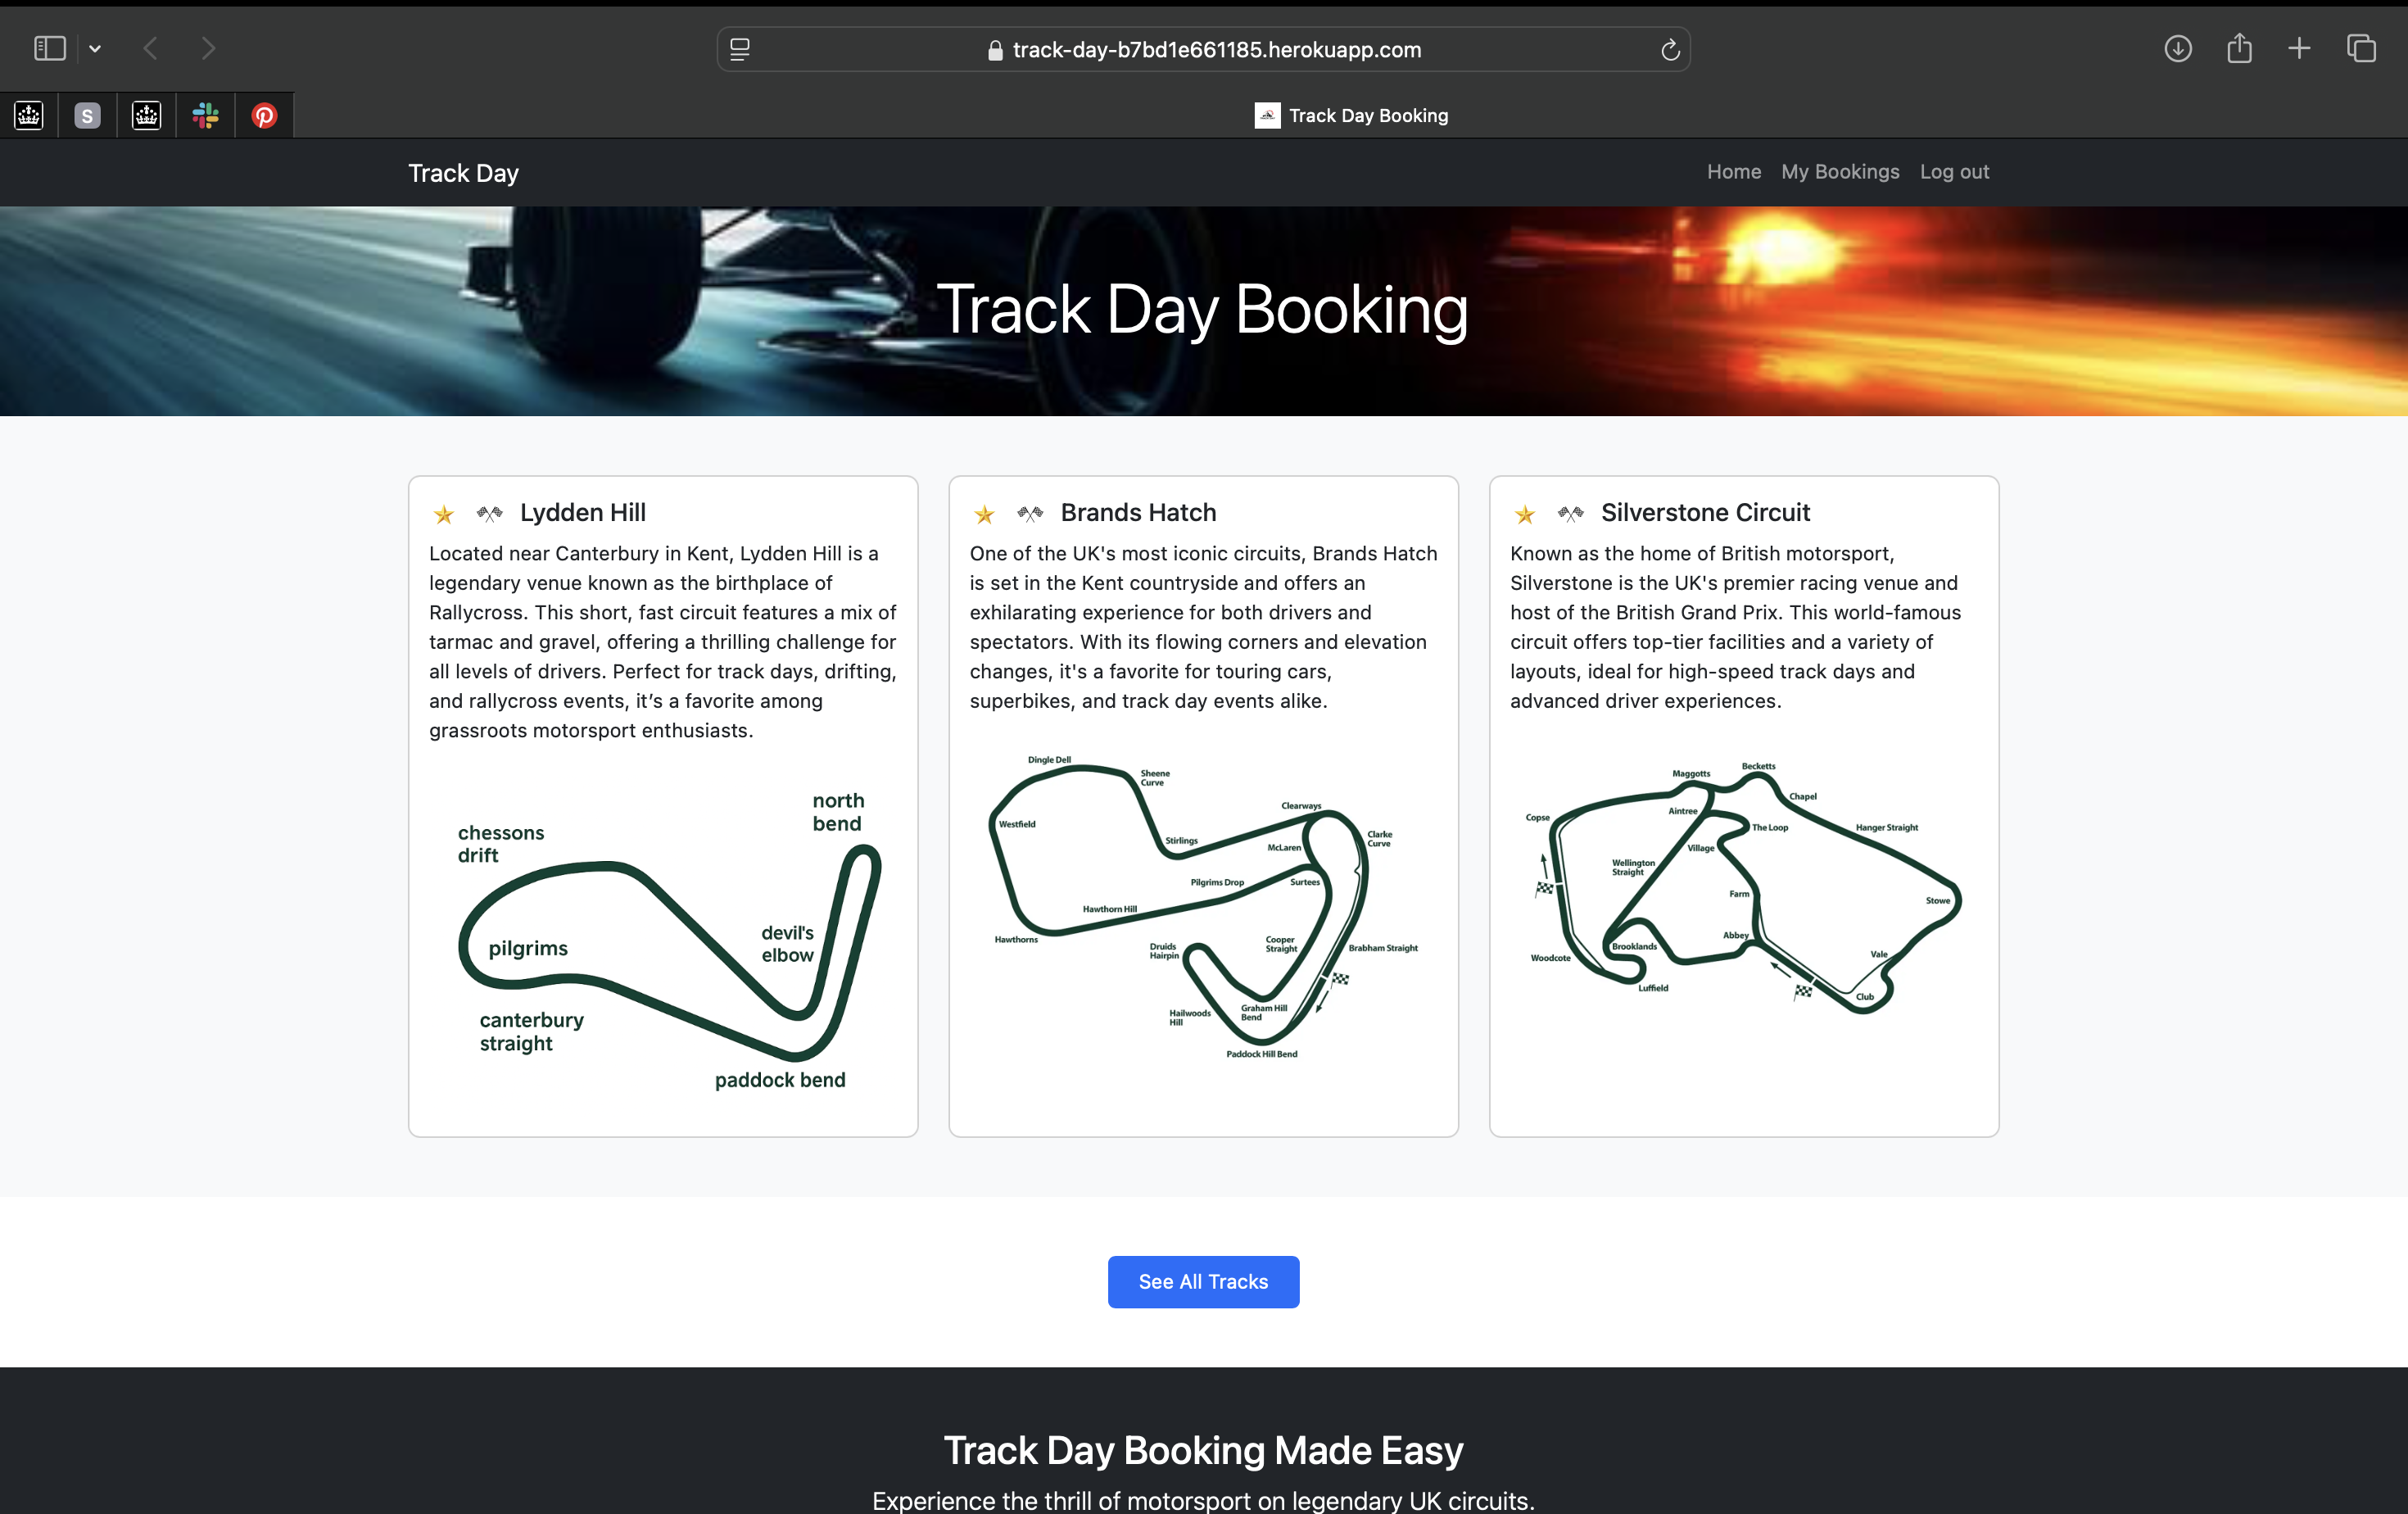 track-day-b7bd1e661185.herokuapp.com
S
Track Day Booking
Track Day
Home
My Bookings
Log out
Track Day Booking
Lydden Hill
Located near Canterbury in Kent, Lydden Hill is a
legendary venue known as the birthplace of
Rallycross. This short, fast circuit features a mix of
tarmac and gravel, offering a thrilling challenge for
all levels of drivers. Perfect for track days, drifting,
and rallycross events, it’s a favorite among
grassroots motorsport enthusiasts.
north
bend
chessons
drift
devil's
elbow
pilgrims
canterbury
straight
paddock bend
Brands Hatch
One of the UK's most iconic circuits, Brands Hatch
is set in the Kent countryside and offers an
exhilarating experience for both drivers and
spectators. With its flowing corners and elevation
changes, it's a favorite for touring cars,
superbikes, and track day events alike.
Dingle Dell
Sheene
Curve
Clearways
Westfield
Stirlings
Clarke
Curve
McLaren
Pilgrims Drop
Surtees
Hawthorn Hill
Hawthorns
Druids
Hairpin
Cooper
Straight
Brabham Straight
Hailwoods
Hill
Graham Hill
Bend
Paddock Hill Bend
Silverstone Circuit
Known as the home of British motorsport,
Silverstone is the UK's premier racing venue and
host of the British Grand Prix. This world-famous
circuit offers top-tier facilities and a variety of
layouts, ideal for high-speed track days and
advanced driver experiences.
Becketts
Maggotts
Chapel
Aintree
Copse
The Loop
Hanger Straight
Village
Wellington
Straight
Farm
Stowe
Abbey
Brooklands
Vale
Woodcote
Luffield
Club
See All Tracks
Track Day Booking Made Easy
Experience the thrill of motorsport on legendary UK circuits.